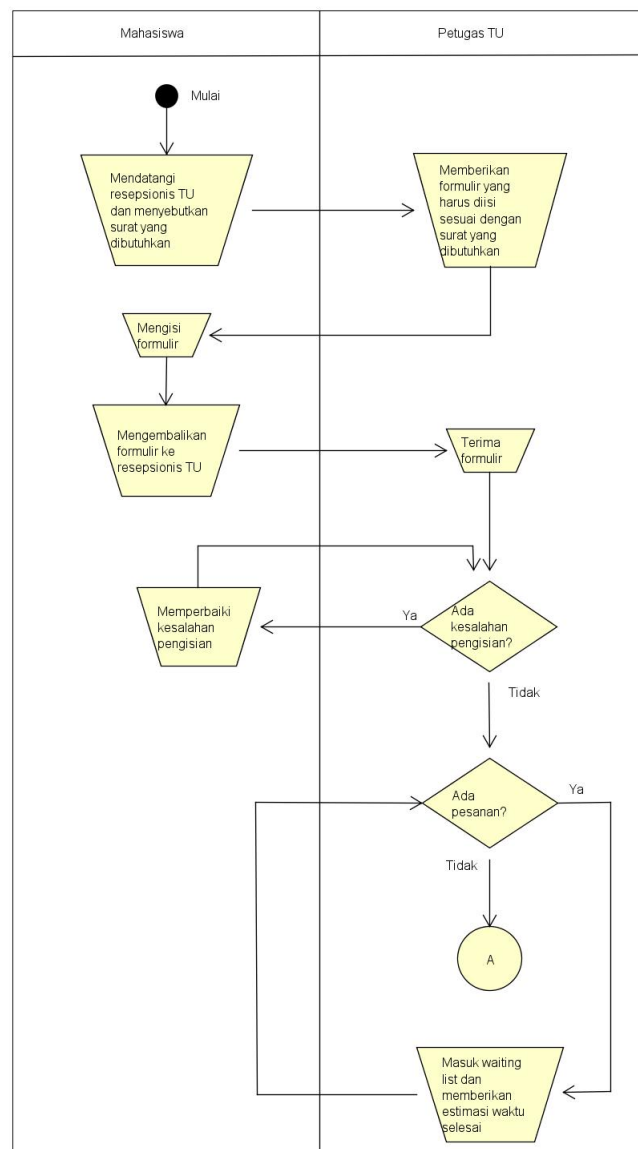 Mahasiswa
Petugas TU
Mulai
Mendatangi
resepsionis TU
dan menyebutkan
surat yang
dibutuhkan
Memberikan
formulir yang
harus diisi
sesuai dengan
surat yang
dibutuhkan
Mengisi
formulir
Mengembalikan
formulir ke
resepsionis TU
Terima
formulir
Memperbaiki
kesalahan
pengisian
Ya
Ada
kesalahan
pengisian?
Tidak
Ada
pesanan?
Ya
Tidak
A
Masuk waiting
list dan
memberikan
estimasi waktu
selesai